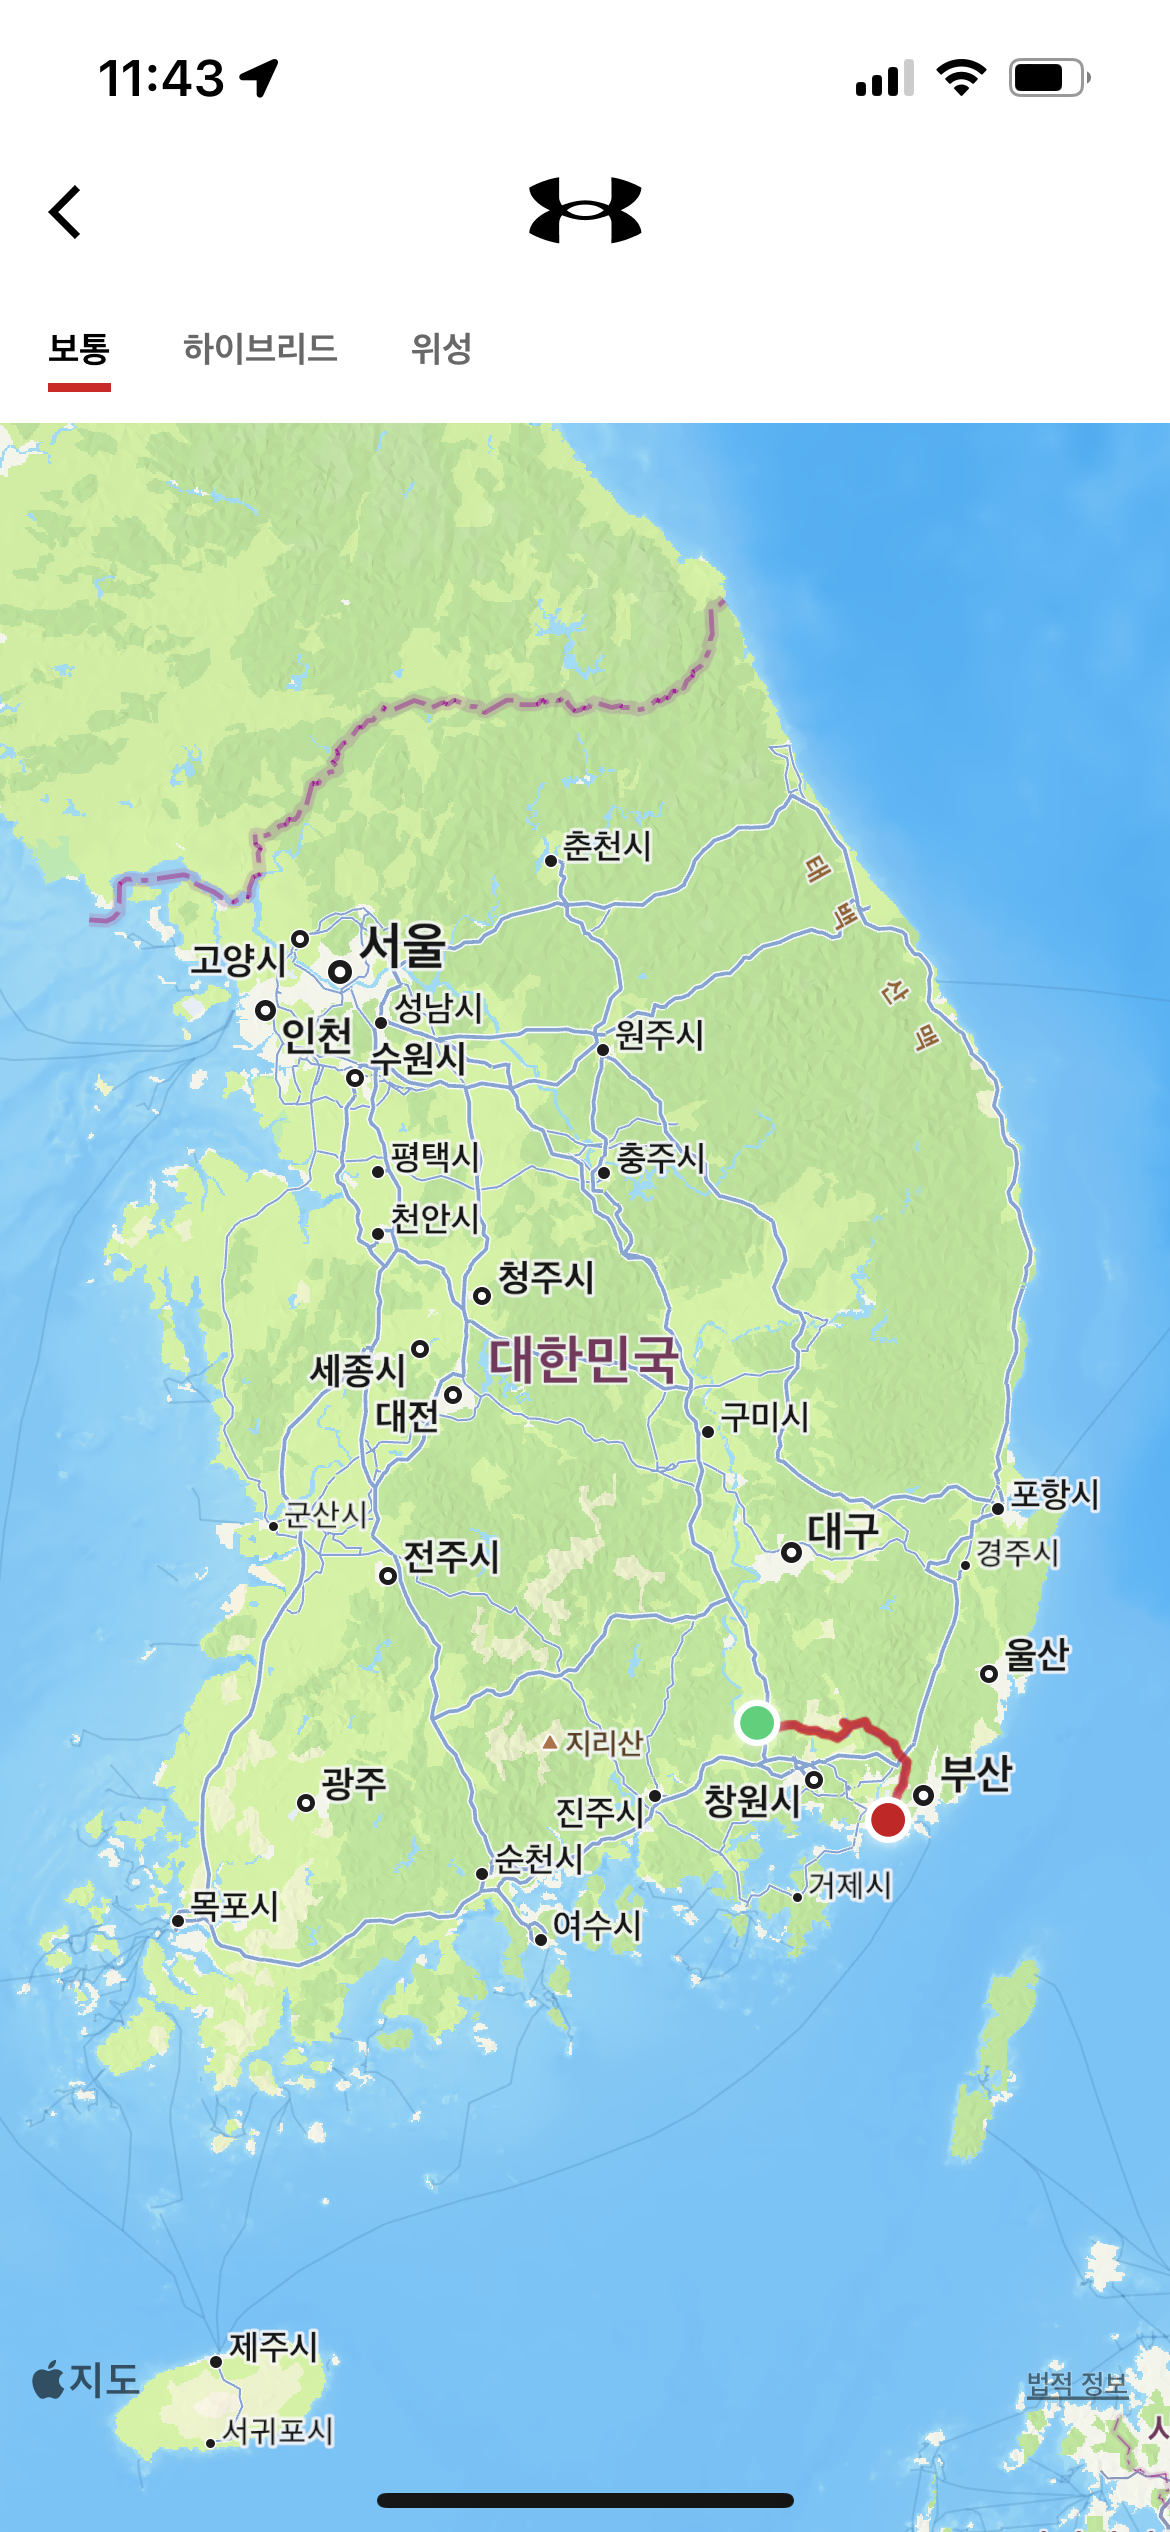 11:43
보통 하이브리드 위성
춘천시
태
백
산
맥
서울
고양시
성남시
인천
원주시
수원시
평택시
충주시
천안시
청주시
대한민국
세종시
대전
구미시
포항시
군산시
대구
경주시
전주시
울산
지리산
부산
광주
창원시
진주시
순천시
거제시
목포시
여수시
제주시
지도
법적 정보
서귀포시